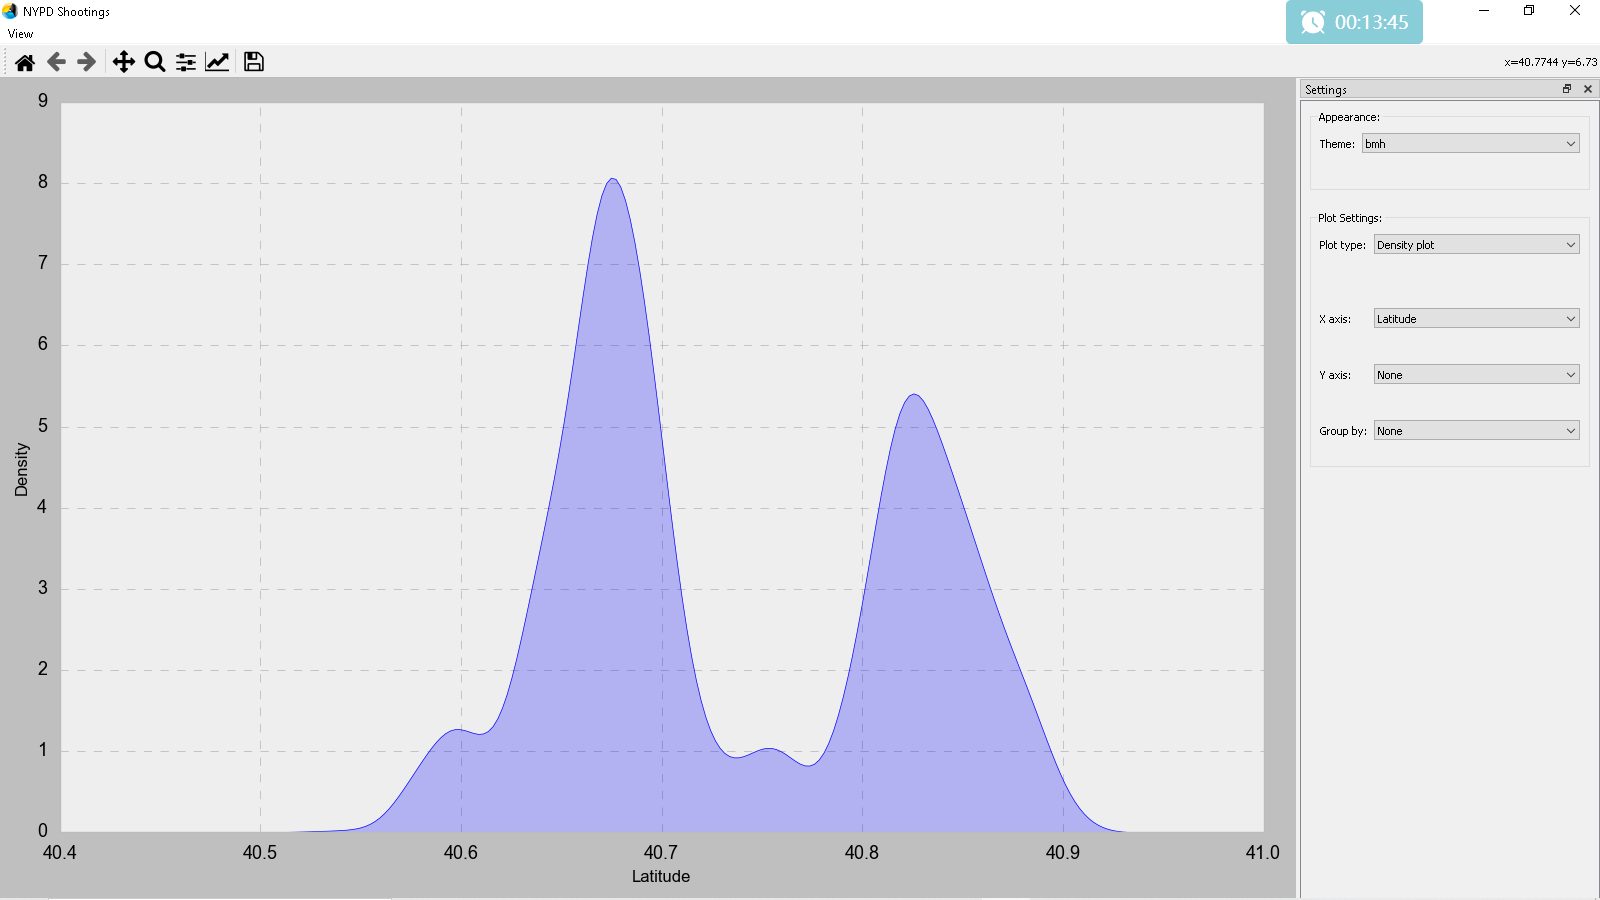 NYPD Shootings
00:13:45
View
x=40.7744 y=6.73
Settings
Appearance:
Theme: bmh
Plot Settings:
Plot type: Density plot
X axis: Latitude
Y axis: None
Group by: None
9
8
7
6
5
4
3
2
1
0
Density
40.4 40.5 40.6 40.7 40.8 40.9 41.0
Latitude